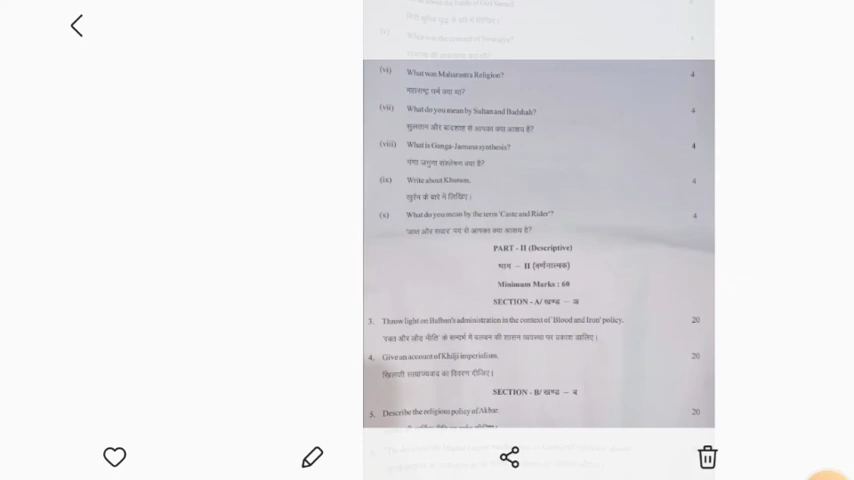 (vi) What was Maharastra Religion? 4
महाराष्ट्र धर्म क्या था?
(vii) What do you mean by Sultan and Badshah? 4
सुलतान और बादशाह से आपका क्या आशय है?
(viii) What is Ganga-Jamuna synthesis? 4
गंगा जमुना संश्लेषण क्या है?
(ix) Write about Khurram. 4
खुर्रम के बारे में लिखिए।
(x) What do you mean by the term 'Caste and Rider'? 4
'जात और सवार' पद से आपका क्या आशय है?
PART - II (Descriptive)
भाग - II (वर्णनात्मक)
Minimum Marks : 60
SECTION - A/ खण्ड - अ
3. Throw light on Balban's administration in the context of 'Blood and Iron' policy. 20
'रक्त और लौह नीति' के सन्दर्भ में बलबन की शासन व्यवस्था पर प्रकाश डालिए।
4. Give an account of Khilji imperialism. 20
खिलजी साम्राज्यवाद का विवरण दीजिए।
SECTION - B/ खण्ड - ब
5. Describe the religious policy of Akbar. 20